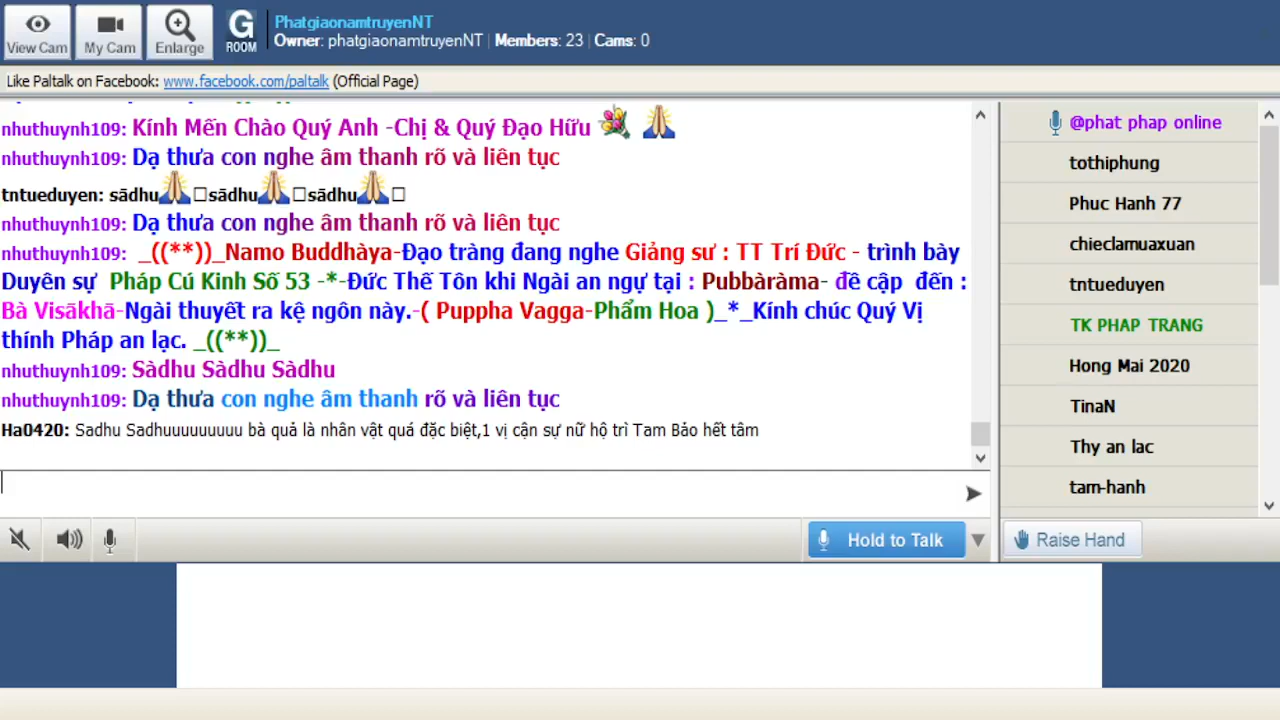 View Cam
My Cam
Enlarge
G
ROOM
PhatgiaonamtruyenNT
Owner: phatgiaonamtruyenNT | Members: 23 | Cams: 0
Like Paltalk on Facebook: www.facebook.com/paltalk (Official Page)
nhuthuynh109: Kính Mến Chào Quý Anh -Chị & Quý Đạo Hữu
nhuthuynh109: Dạ thưa con nghe âm thanh rõ và liên tục
tntueduyen: sādhu🙏□sādhu🙏□sādhu🙏□
nhuthuynh109: Dạ thưa con nghe âm thanh rõ và liên tục
nhuthuynh109: _((**))_Namo Buddhàya-Đạo tràng đang nghe Giảng sư : TT Trí Đức - trình bày
Duyên sự Pháp Cú Kinh Số 53 -*-Đức Thế Tôn khi Ngài an ngự tại : Pubbàràma- đề cập đến :
Bà Visākhā-Ngài thuyết ra kệ ngôn này.-( Puppha Vagga-Phẩm Hoa )_*_Kính chúc Quý Vị
thính Pháp an lạc. _((**))_
nhuthuynh109: Sàdhu Sàdhu Sàdhu
nhuthuynh109: Dạ thưa con nghe âm thanh rõ và liên tục
Ha0420: Sadhu Sadhuuuuuuuuu bà quả là nhân vật quá đặc biệt,1 vị cận sự nữ hộ trì Tam Bảo hết tâm
@phat phap online
tothiphung
Phuc Hanh 77
chieclamuaxuan
tntueduyen
TK PHAP TRANG
Hong Mai 2020
TinaN
Thy an lac
tam-hanh
Hold to Talk
Raise Hand